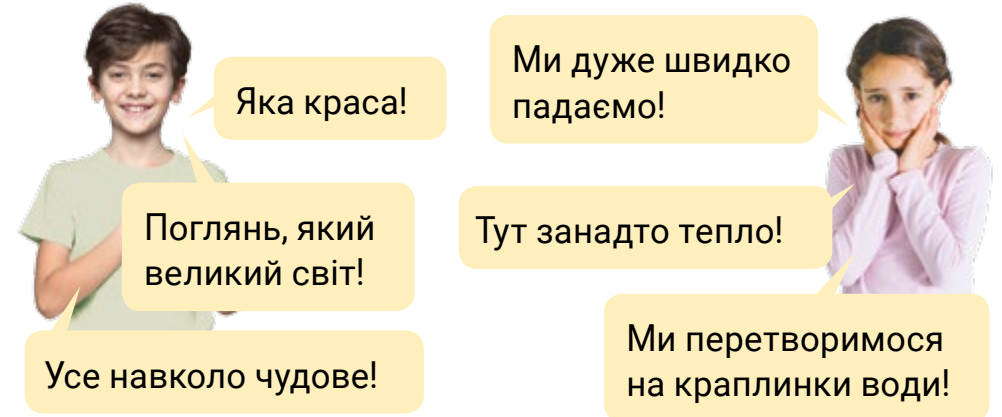 Яка краса!
Поглянь, який
великий світ!
Усе навколо чудове!
Ми дуже швидко
падаємо!
Тут занадто тепло!
Ми перетворимося
на краплинки води!